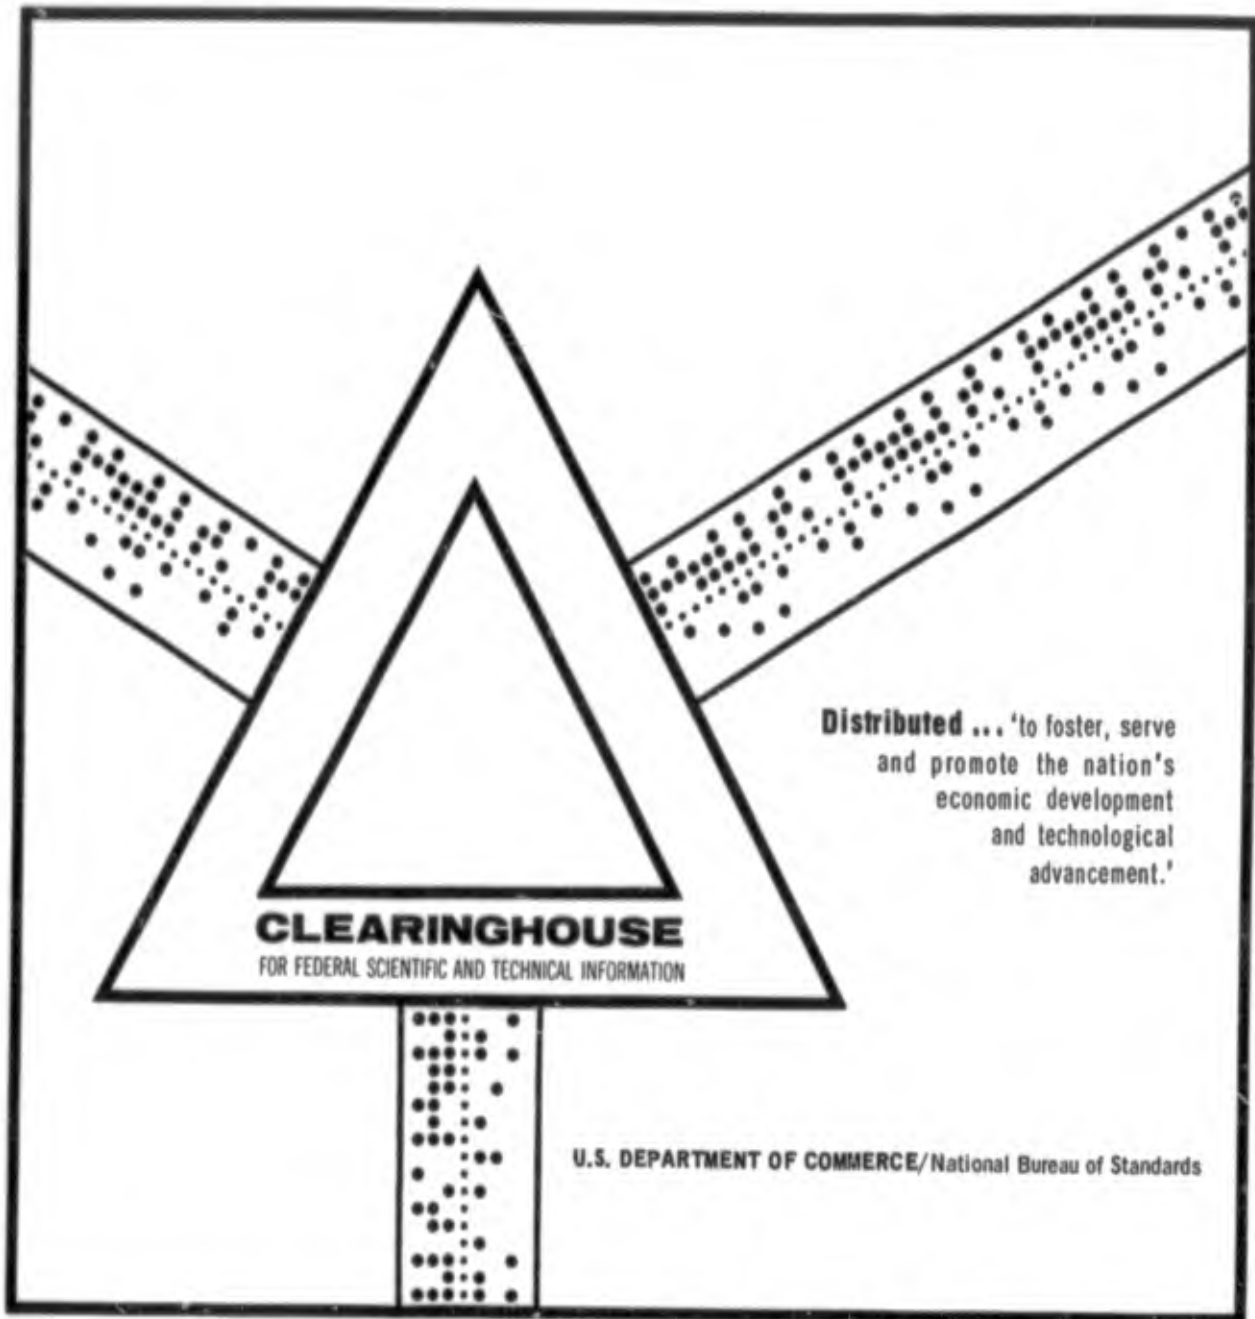 Distributed ... 'to foster, serve
and promote the nation's
economic development
and technological
advancement.'
CLEARINGHOUSE
FOR FEDERAL SCIENTIFIC AND TECHNICAL INFORMATION
U.S. DEPARTMENT OF COMMERCE/National Bureau of Standards